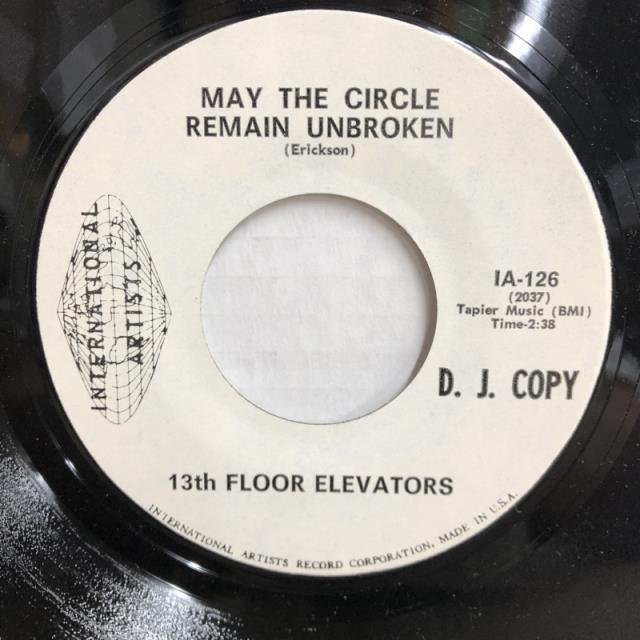 MAY THE CIRCLE
REMAIN UNBROKEN
(Erickson)
INTERNATIONAL
ARTISTS
IA-126
(2037)
Tapier Music (BMI)
Time-2:38
D. J. COPY
13th FLOOR ELEVATORS
INTERNATIONAL ARTISTS RECORD CORPORATION, MADE IN U.S.A.